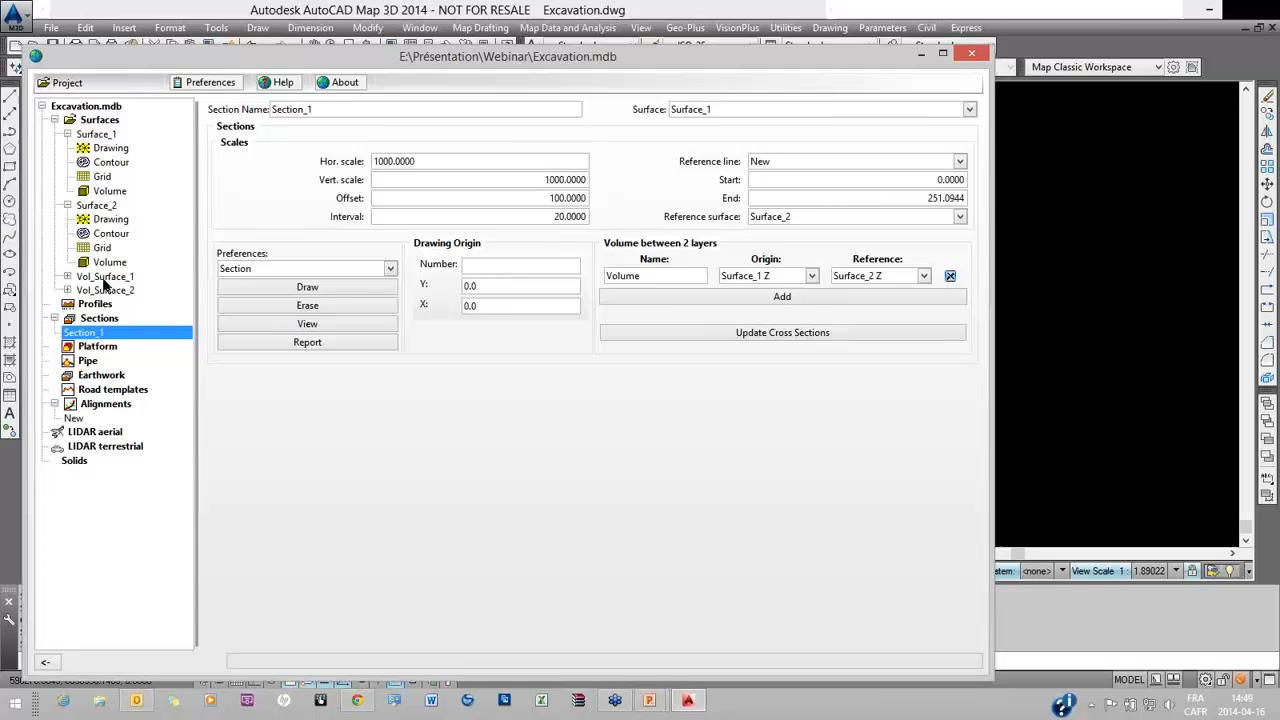 Autodesk AutoCAD Map 3D 2014 - NOT FOR RESALE Excavation.dwg
File Edit Insert Format Tools Draw Dimension Modify Window Map Drafting Map Data and Analysis View Geo-Plus VisionPlus Utilities Drawing Parameters Civil Express
E:\Présentation\Webinar\Excavation.mdb
Map Classic Workspace
Project Preferences Help About
Excavation.mdb
Surfaces
Surface_1
Drawing
Contour
Grid
Volume
Surface_2
Drawing
Contour
Grid
Volume
Vol_Surface_1
Vol_Surface_2
Profiles
Sections
Section_1
Platform
Pipe
Earthwork
Road templates
Alignments
New
LIDAR aerial
LIDAR terrestrial
Solids
<-
Section Name: Section_1 Surface: Surface_1
Sections
Scales
Hor. scale: 1000.0000 Reference line: New
Vert. scale: 1000.0000 Start: 0.0000
Offset: 100.0000 End: 251.0944
Interval: 20.0000 Reference surface: Surface_2
Preferences:
Section
Draw
Erase
View
Report
Drawing Origin
Number:
Y: 0.0
X: 0.0
Volume between 2 layers
Name: Origin: Reference:
Volume Surface_1 Z Surface_2 Z
Add
Update Cross Sections
stem: <none> View Scale 1: 1.89022
MODEL
FRA
CAFR
14:49
2014-04-16